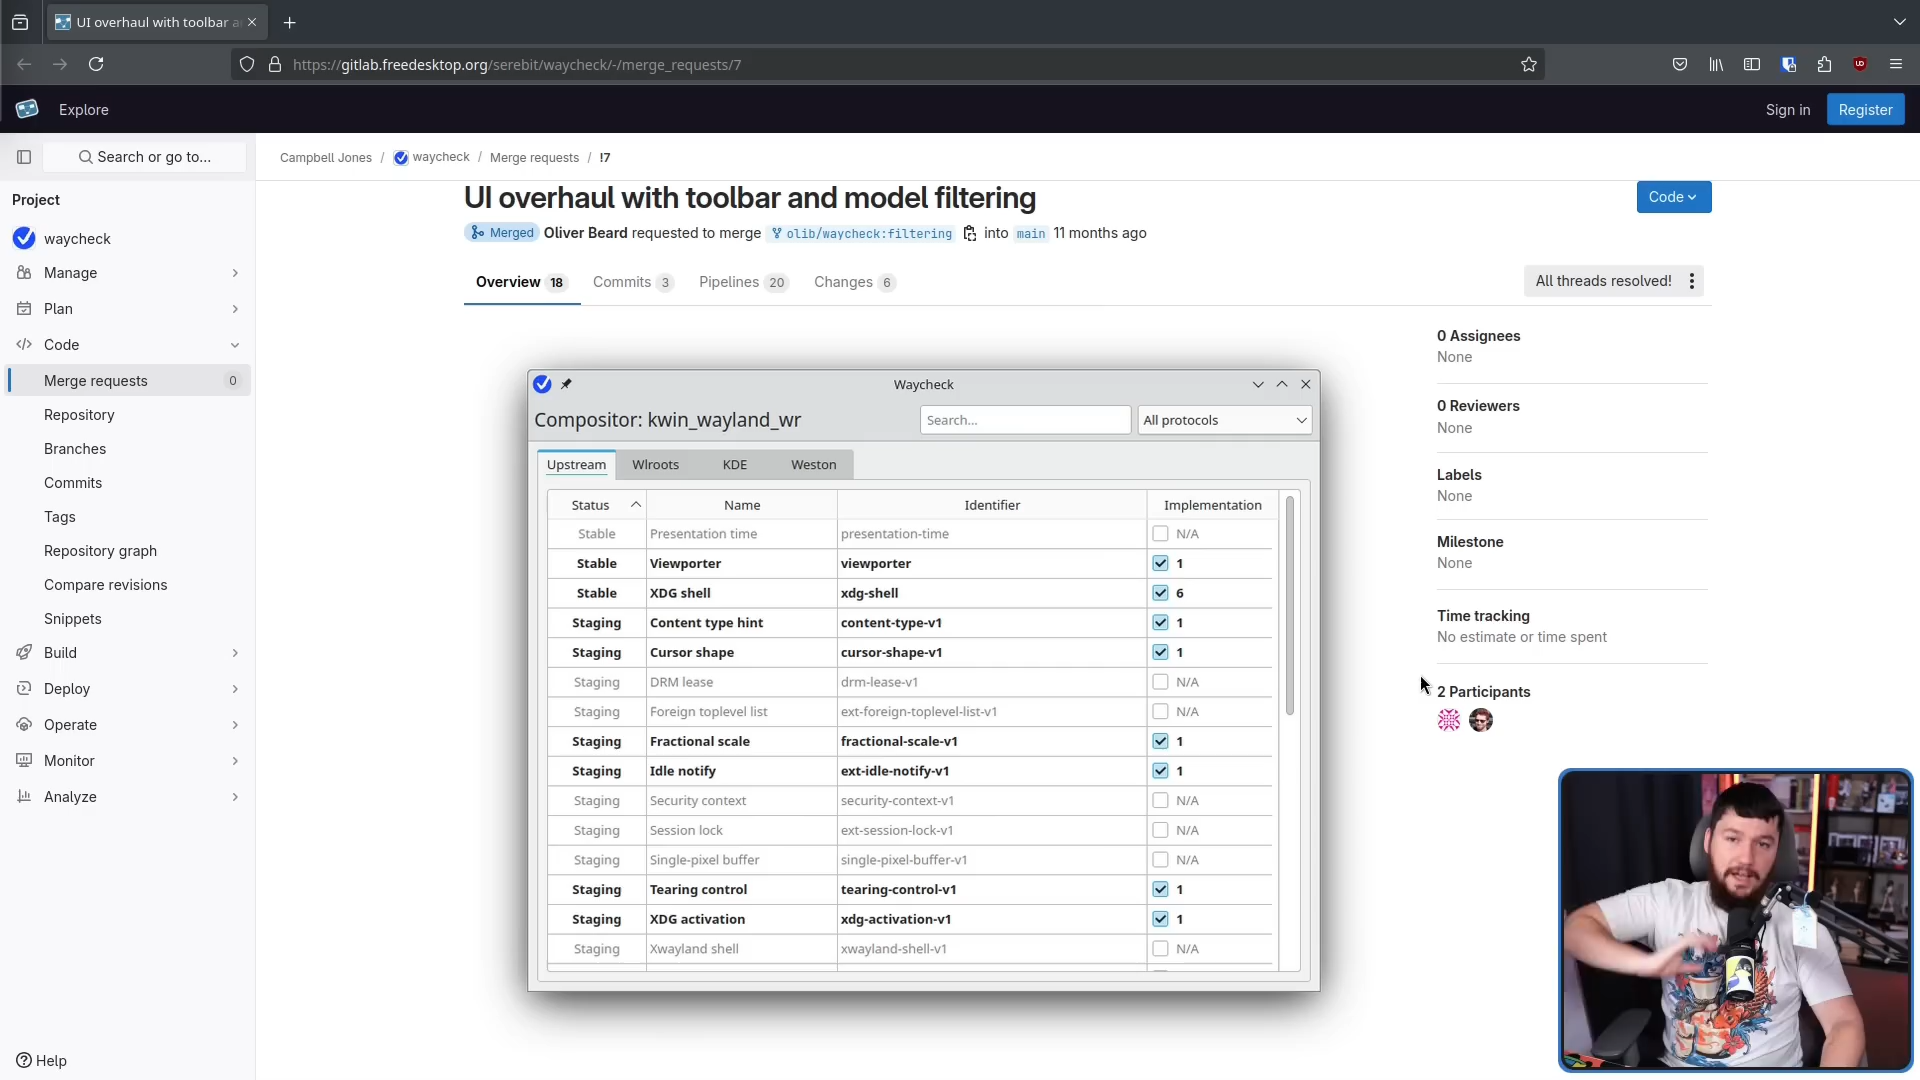 UI overhaul with toolbar a
https://gitlab.freedesktop.org/serebit/waycheck/-/merge_requests/7
Explore
Sign in
Register
Search or go to...
Campbell Jones / waycheck / Merge requests / !7
Project
waycheck
Manage
Plan
Code
Merge requests 0
Repository
Branches
Commits
Tags
Repository graph
Compare revisions
Snippets
Build
Deploy
Operate
Monitor
Analyze
Help
UI overhaul with toolbar and model filtering
Code
Merged Oliver Beard requested to merge olib/waycheck:filtering into main 11 months ago
Overview 18 Commits 3 Pipelines 20 Changes 6
All threads resolved!
Waycheck
Compositor: kwin_wayland_wr
Search...
All protocols
Upstream Wlroots KDE Weston
Status Name Identifier Implementation
Stable Presentation time presentation-time N/A
Stable Viewporter viewporter 1
Stable XDG shell xdg-shell 6
Staging Content type hint content-type-v1 1
Staging Cursor shape cursor-shape-v1 1
Staging DRM lease drm-lease-v1 N/A
Staging Foreign toplevel list ext-foreign-toplevel-list-v1 N/A
Staging Fractional scale fractional-scale-v1 1
Staging Idle notify ext-idle-notify-v1 1
Staging Security context security-context-v1 N/A
Staging Session lock ext-session-lock-v1 N/A
Staging Single-pixel buffer single-pixel-buffer-v1 N/A
Staging Tearing control tearing-control-v1 1
Staging XDG activation xdg-activation-v1 1
Staging Xwayland shell xwayland-shell-v1 N/A
0 Assignees
None
0 Reviewers
None
Labels
None
Milestone
None
Time tracking
No estimate or time spent
2 Participants